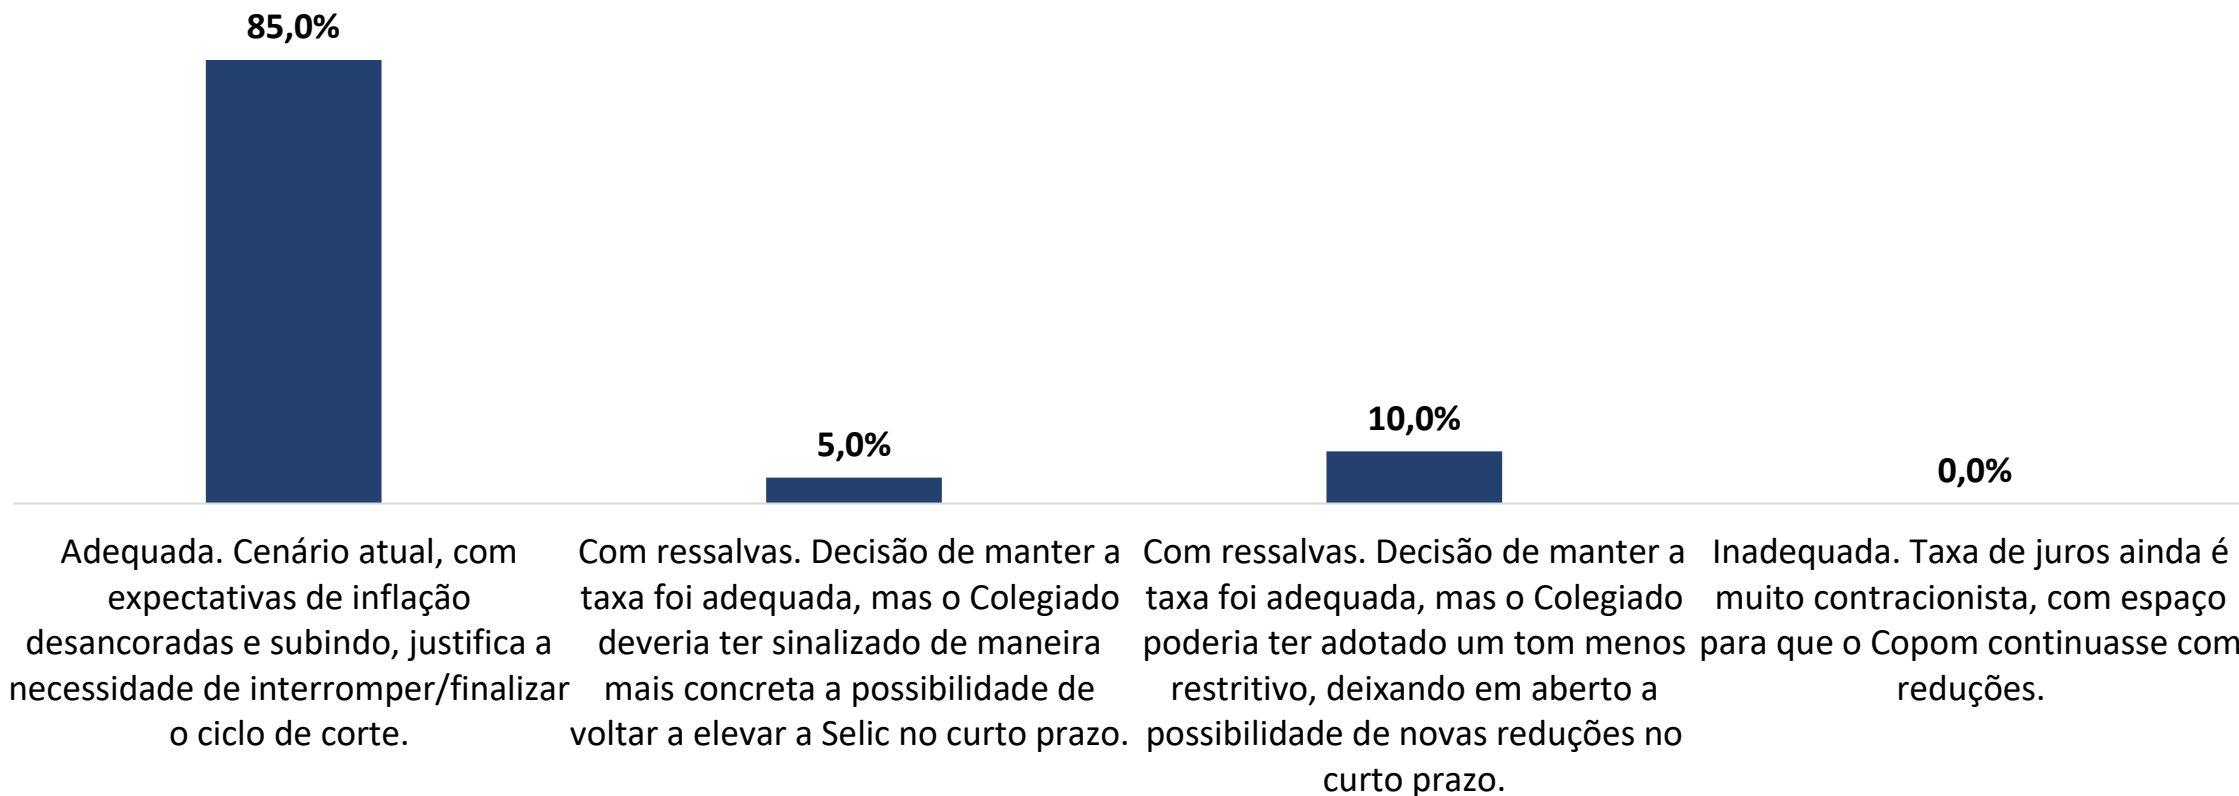 85,0%
5,0%
10,0%
0,0%
Adequada. Cenário atual, com
expectativas de inflação
desancoradas e subindo, justifica a
necessidade de interromper/finalizar
o ciclo de corte.
Com ressalvas. Decisão de manter a
taxa foi adequada, mas o Colegiado
deveria ter sinalizado de maneira
mais concreta a possibilidade de
voltar a elevar a Selic no curto prazo.
Com ressalvas. Decisão de manter a
taxa foi adequada, mas o Colegiado
poderia ter adotado um tom menos
restritivo, deixando em aberto a
possibilidade de novas reduções no
curto prazo.
Inadequada. Taxa de juros ainda é
muito contracionista, com espaço
para que o Copom continuasse com
reduções.